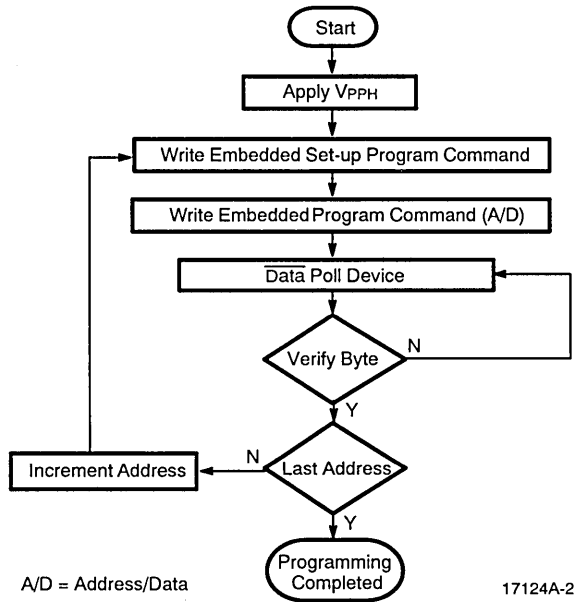 Start
Apply VPPH
Write Embedded Set-up Program Command
Write Embedded Program Command (A/D)
Data Poll Device
Verify Byte
N
Y
Increment Address
N
Last Address
Y
Programming
Completed
A/D = Address/Data
17124A-2